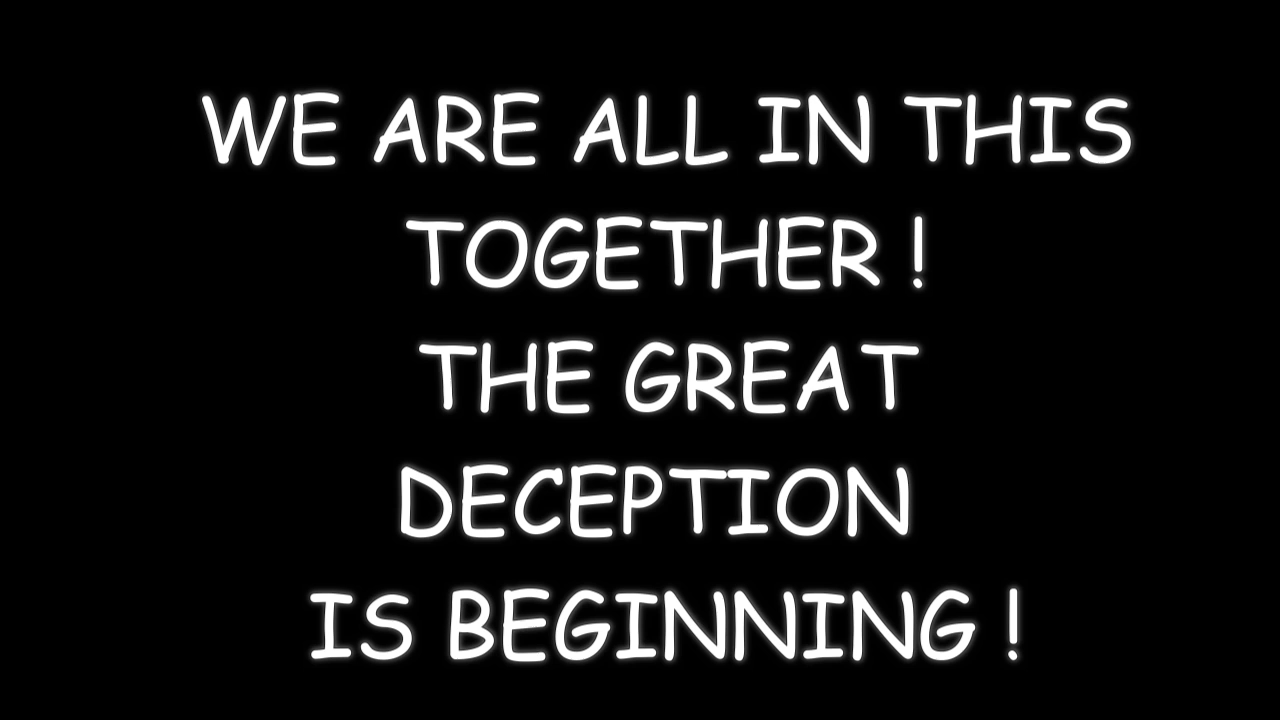 WE ARE ALL IN THIS
TOGETHER !
THE GREAT
DECEPTION
IS BEGINNING !